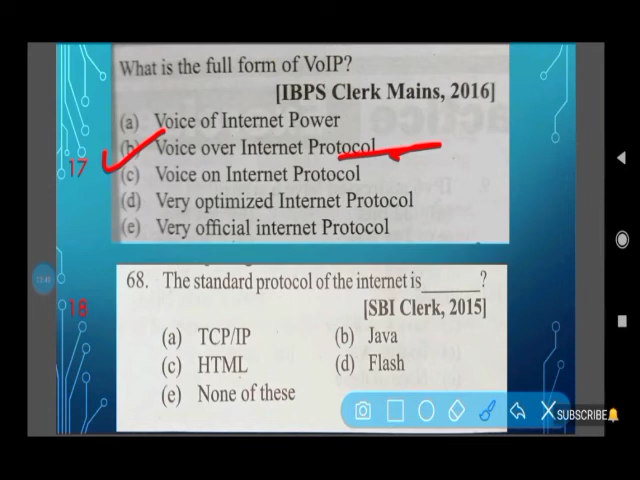 What is the full form of VoIP?
[IBPS Clerk Mains, 2016]
(a) Voice of Internet Power
(b) Voice over Internet Protocol
17
(c) Voice on Internet Protocol
(d) Very optimized Internet Protocol
(e) Very official internet Protocol
68. The standard protocol of the internet is______ ?
18
[SBI Clerk, 2015]
(a) TCP/IP (b) Java
(c) HTML (d) Flash
(e) None of these
SUBSCRIBE